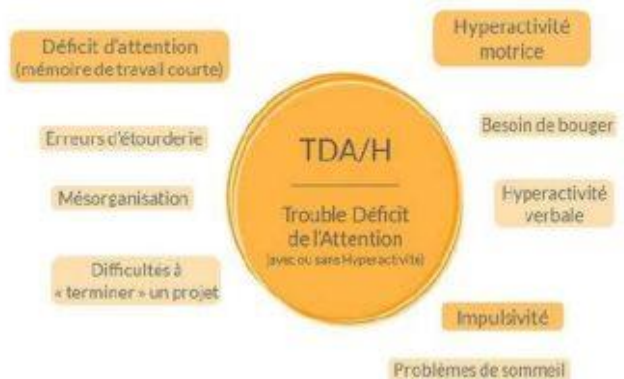 Déficit d'attention
(mémoire de travail courte)
Erreurs d'étourderie
Mésorganisation
Difficultés à
« terminer » un projet
TDA/H
Trouble Déficit
de l'Attention
(avec ou sans Hyperactivité)
Hyperactivité
motrice
Besoin de bouger
Hyperactivité
verbale
Impulsivité
Problèmes de sommeil